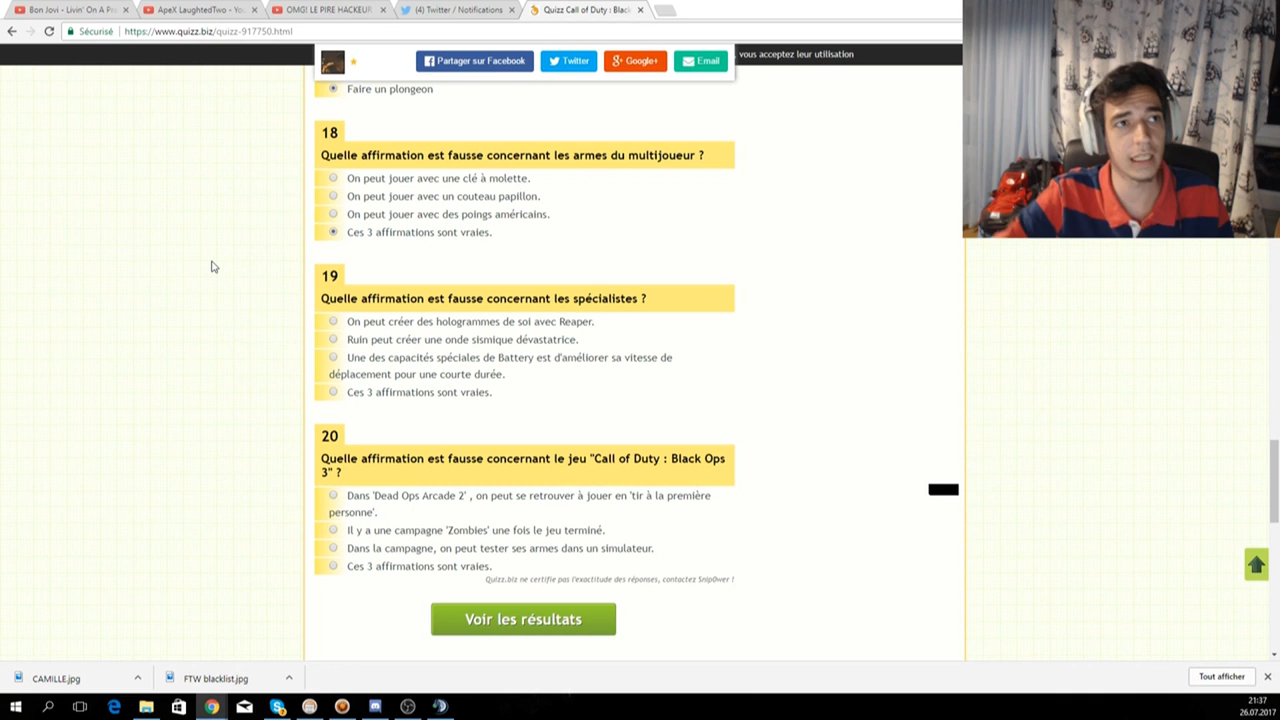 Bon Jovi - Livin' On A Pr
ApeX LaughtedTwo - Yo
OMG! LE PIRE HACKEUR
(4) Twitter / Notifications
Quizz Call of Duty : Blac
Sécurisé
https://www.quizz.biz/quizz-917750.html
Partager sur Facebook
Twitter
Google+
Email
vous acceptez leur utilisation
Faire un plongeon
18
Quelle affirmation est fausse concernant les armes du multijoueur ?
On peut jouer avec une clé à molette.
On peut jouer avec un couteau papillon.
On peut jouer avec des poings américains.
Ces 3 affirmations sont vraies.
19
Quelle affirmation est fausse concernant les spécialistes ?
On peut créer des hologrammes de soi avec Reaper.
Ruin peut créer une onde sismique dévastatrice.
Une des capacités spéciales de Battery est d'améliorer sa vitesse de
déplacement pour une courte durée.
Ces 3 affirmations sont vraies.
20
Quelle affirmation est fausse concernant le jeu "Call of Duty : Black Ops
3" ?
Dans 'Dead Ops Arcade 2' , on peut se retrouver à jouer en 'tir à la première
personne'.
Il y a une campagne 'Zombies' une fois le jeu terminé.
Dans la campagne, on peut tester ses armes dans un simulateur.
Ces 3 affirmations sont vraies.
Quizz.biz ne certifie pas l'exactitude des réponses, contactez Snip0wer !
Voir les résultats
CAMILLE.jpg
FTW blacklist.jpg
Tout afficher
21:37
26.07.2017